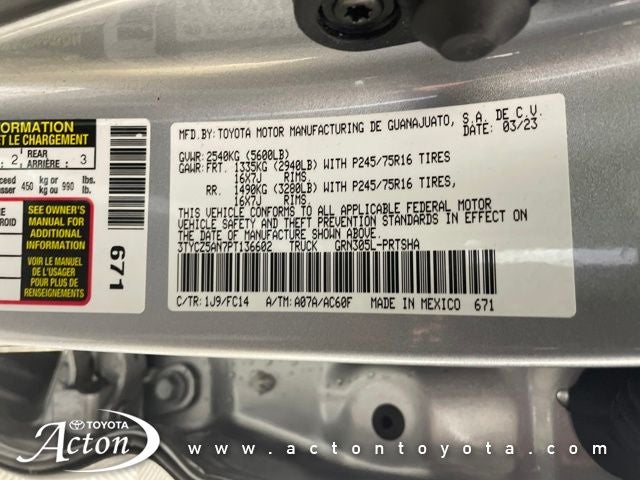 ORMATION
ET LE CHARGEMENT
2
REAR
ARRIÈRE :
3
450 kg or 990 lbs.
kg ou lb.
SEE OWNER'S
MANUAL FOR
ADDITIONAL
INFORMATION
VOIR LE MANUEL
DE L'USAGER
POUR PLUS DE
RENSEIGNEMENTS
671
MFD.BY:TOYOTA MOTOR MANUFACTURING DE GUANAJUATO, S.A. DE C.V.
DATE: 03/23
GVWR:2540KG (5600LB)
GAWR:FRT. 1335KG (2940LB) WITH P245/75R16 TIRES
16X7J RIMS,
RR. 1490KG (3280LB) WITH P245/75R16 TIRES,
16X7J RIMS.
THIS VEHICLE CONFORMS TO ALL APPLICABLE FEDERAL MOTOR
VEHICLE SAFETY AND THEFT PREVENTION STANDARDS IN EFFECT ON
THE DATE OF MANUFACTURE SHOWN ABOVE.
3TYCZ5AN7PT136602 TRUCK GRN305L-PRTSHA
C/TR: 1J9/FC14 A/TM: A07A/AC60F MADE IN MEXICO 671
TOYOTA
Acton
www.actontoyota.com